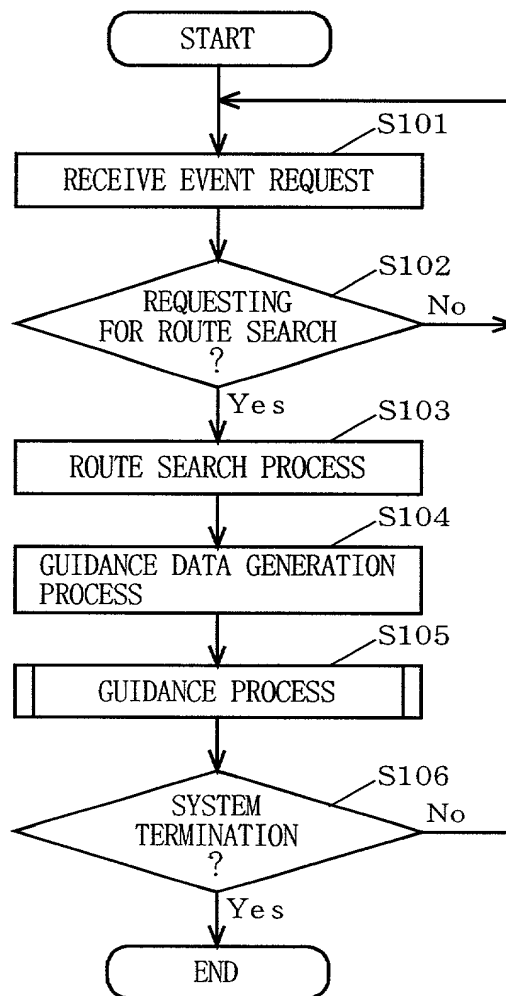 START
S101
RECEIVE EVENT REQUEST
S102
REQUESTING
FOR ROUTE SEARCH
?
No
Yes
S103
ROUTE SEARCH PROCESS
S104
GUIDANCE DATA GENERATION
PROCESS
S105
GUIDANCE PROCESS
S106
SYSTEM
TERMINATION
?
No
Yes
END